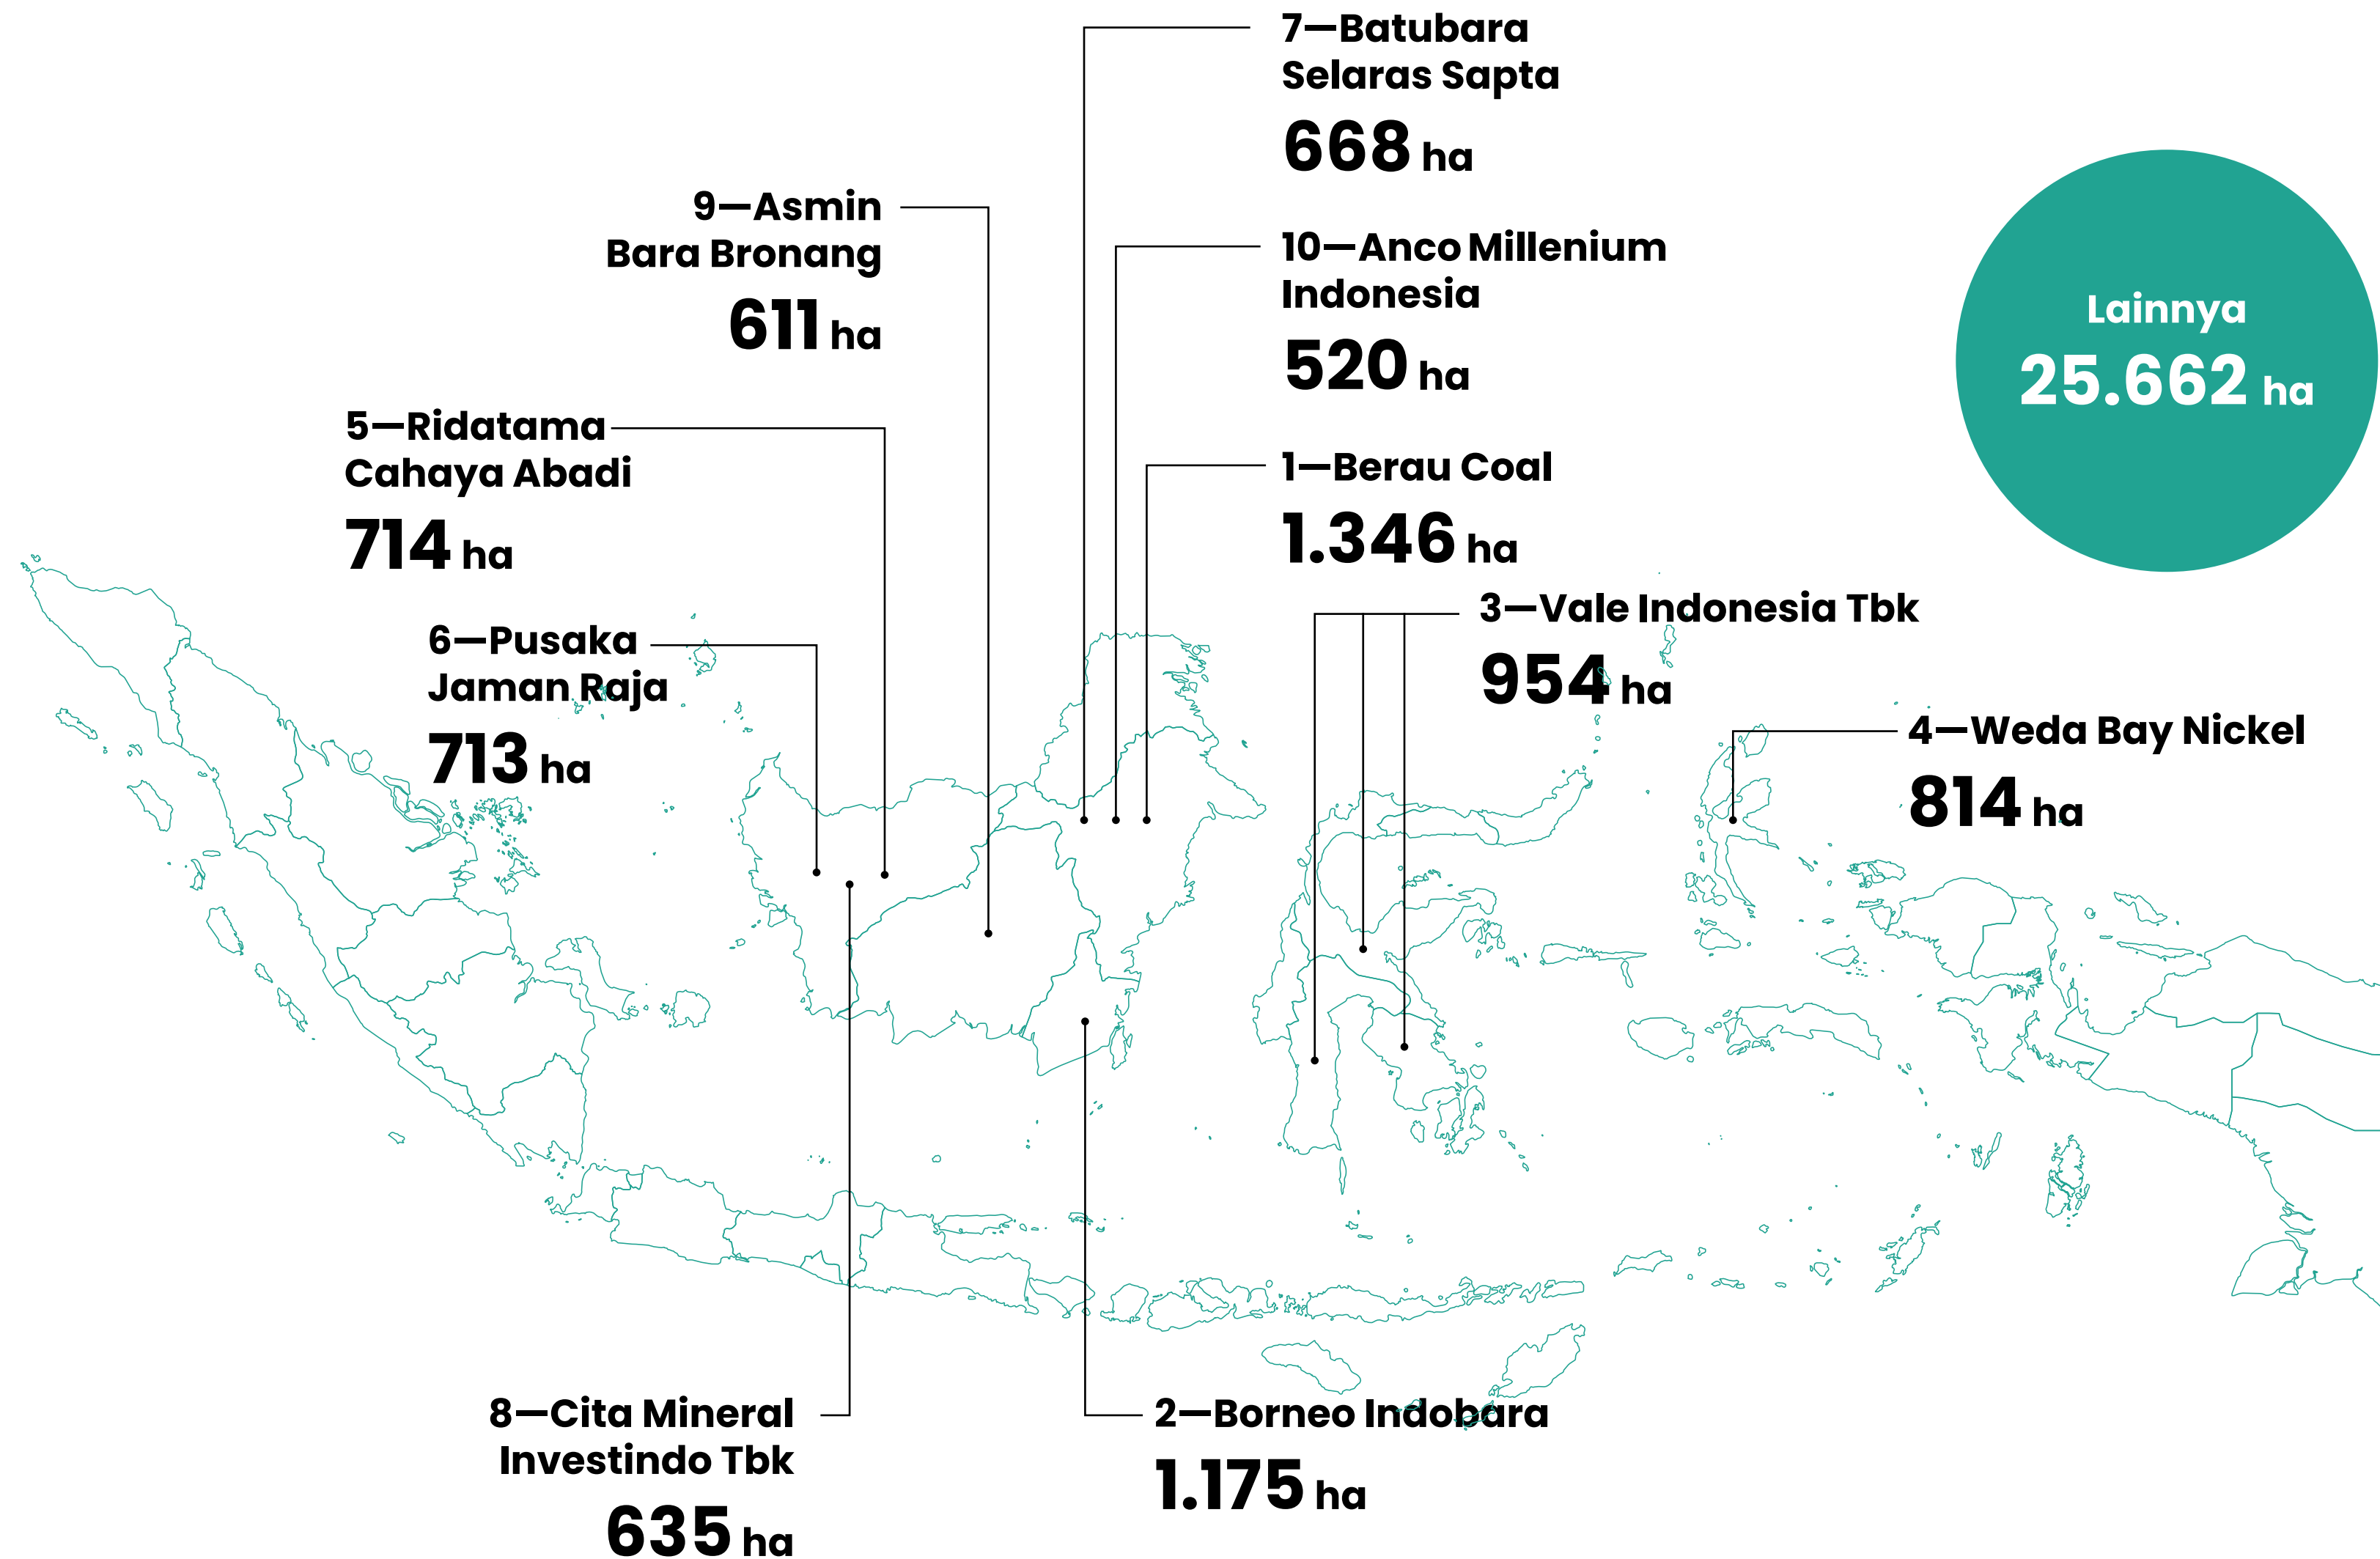 7—Batubara
Selaras Sapta
668 ha
9—Asmin
Bara Bronang
611 ha
10—Anco Millenium
Indonesia
520 ha
Lainnya
25.662 ha
5—Ridatama
Cahaya Abadi
714 ha
1—Berau Coal
1.346 ha
3—Vale Indonesia Tbk
954 ha
6—Pusaka
Jaman Raja
713 ha
4—Weda Bay Nickel
814 ha
8—Cita Mineral
Investindo Tbk
635 ha
2—Borneo Indobara
1.175 ha